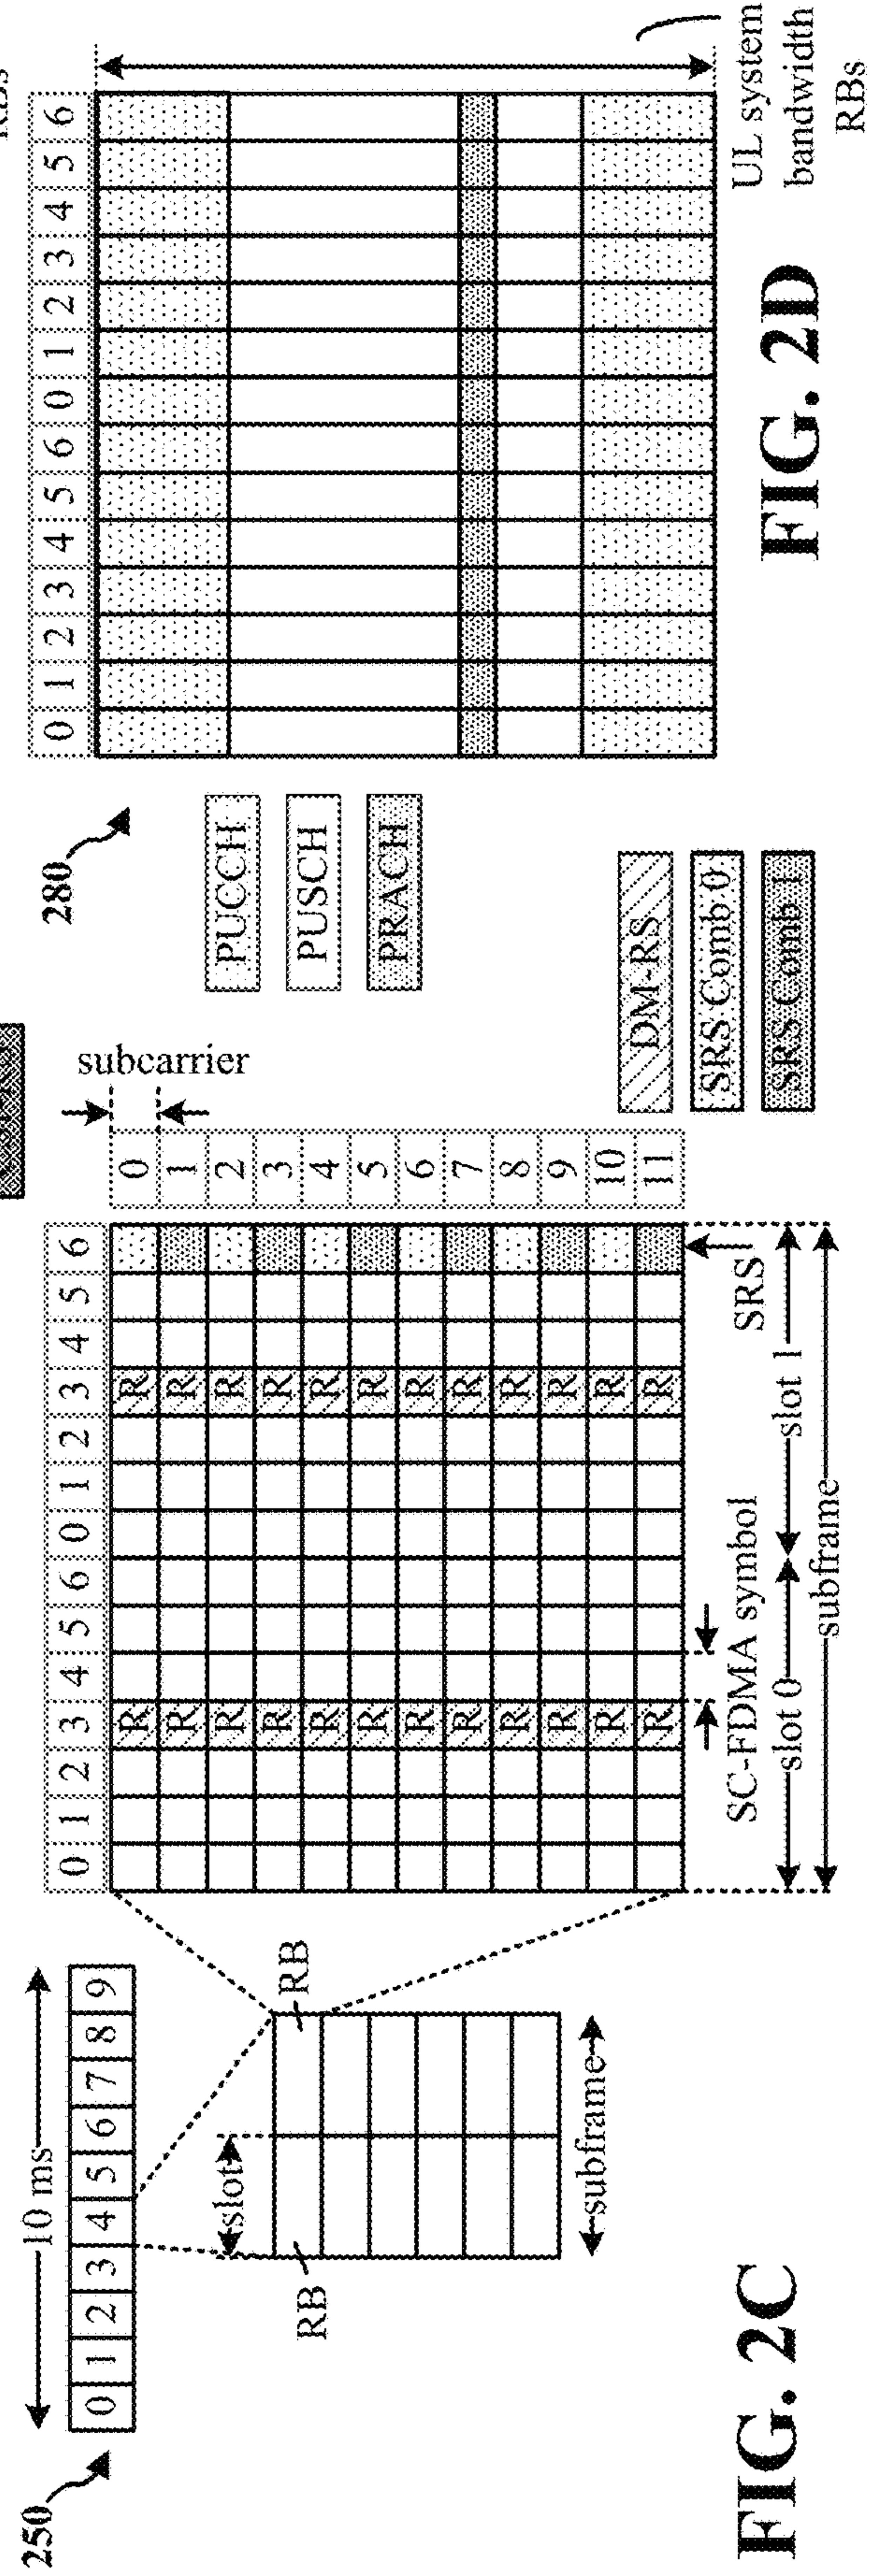 250
10 ms
0 1 2 3 4 5 6 7 8 9
slot
RB
RB
subframe
0 1 2 3 4 5 6 0 1 2 3 4 5 6
subcarrier
0 R R
1 R R
2 R R
3 R R
4 R R
5 R R
6 R R
7 R R
8 R R
9 R R
10 R R
11 R R
SC-FDMA symbol
SRS
slot 0
slot 1
subframe
DM-RS
SRS Comb 0
SRS Comb 1
FIG. 2C
280
PUCCH
PUSCH
PRACH
0 1 2 3 4 5 6 0 1 2 3 4 5 6
UL system
bandwidth
RBs
FIG. 2D